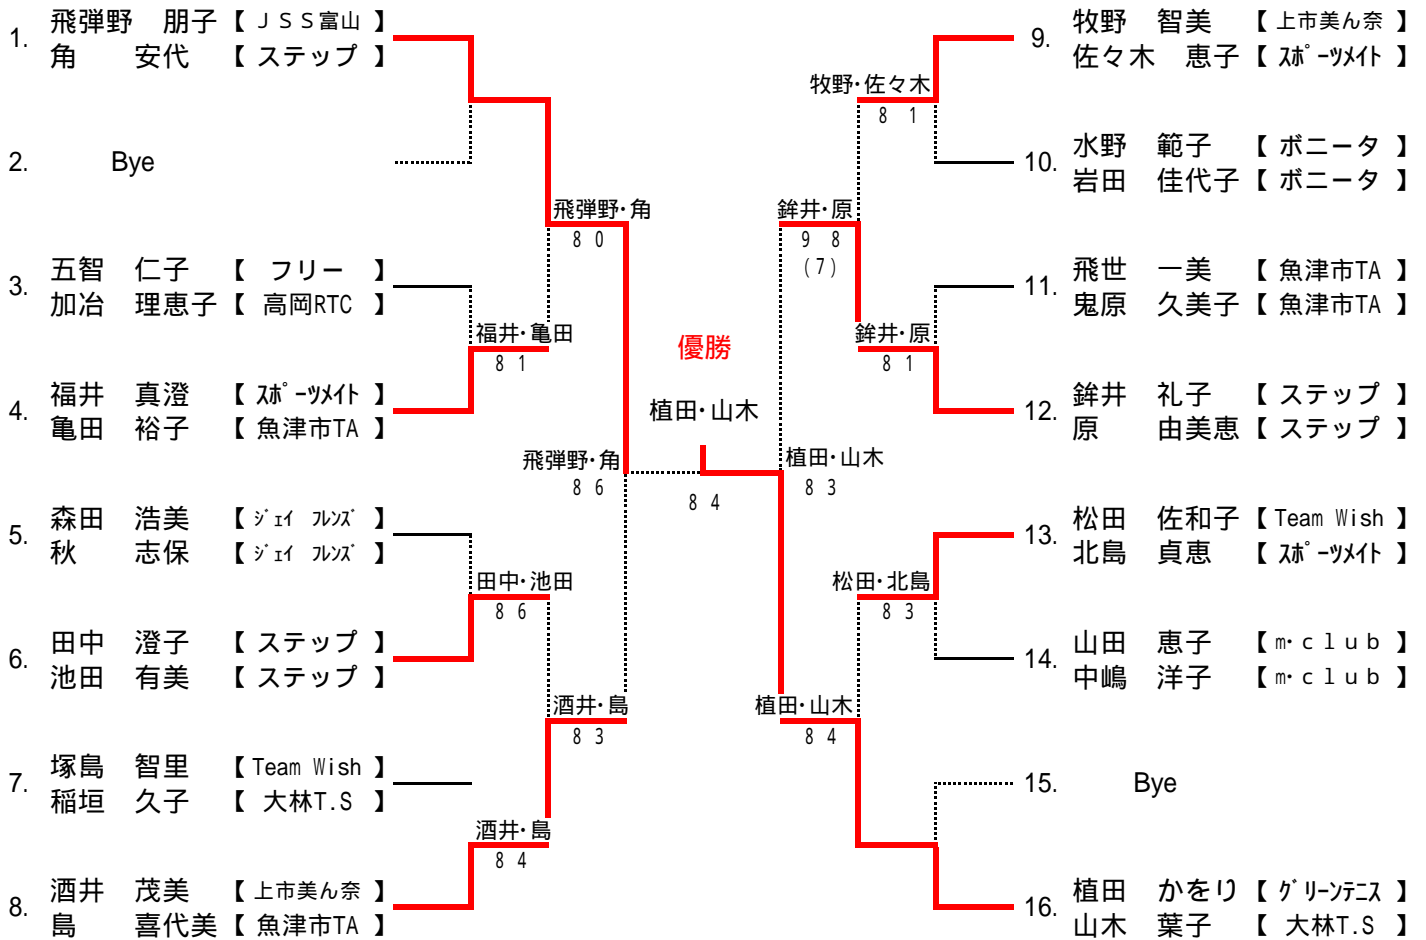 1. 飛弾野　朋子【 ＪＳＳ富山 】
角　　安代　【 ステップ 】
2. Bye
飛弾野・角
8 0
3. 五智　仁子　【 フリー 】
加冶　理恵子【 高岡RTC 】
福井・亀田
8 1
4. 福井　真澄　【 ｽﾎﾟｰﾂﾒｲﾄ 】
亀田　裕子　【 魚津市TA 】
飛弾野・角
8 6
5. 森田　浩美　【 ｼﾞｪｲ ﾌﾚﾝｽﾞ 】
秋　　志保　【 ｼﾞｪｲ ﾌﾚﾝｽﾞ 】
田中・池田
8 6
6. 田中　澄子　【 ステップ 】
池田　有美　【 ステップ 】
酒井・島
8 3
7. 塚島　智里　【 Team Wish 】
稲垣　久子　【 大林T.S 】
酒井・島
8 4
8. 酒井　茂美　【 上市美ん奈 】
島　　喜代美【 魚津市TA 】
優勝
植田・山木
8 4
9. 牧野　智美　【 上市美ん奈 】
佐々木　恵子【 ｽﾎﾟｰﾂﾒｲﾄ 】
牧野・佐々木
8 1
10. 水野　範子　【 ボニータ 】
岩田　佳代子【 ボニータ 】
鉾井・原
9 8
(7)
11. 飛世　一美　【 魚津市TA 】
鬼原　久美子【 魚津市TA 】
鉾井・原
8 1
12. 鉾井　礼子　【 ステップ 】
原　　由美恵【 ステップ 】
植田・山木
8 3
13. 松田　佐和子【 Team Wish 】
北島　貞恵　【 ｽﾎﾟｰﾂﾒｲﾄ 】
松田・北島
8 3
14. 山田　恵子　【 m･ｃｌｕｂ 】
中嶋　洋子　【 m･ｃｌｕｂ 】
植田・山木
8 4
15. Bye
16. 植田　かをり【 ｸﾞﾘｰﾝﾃﾆｽ 】
山木　葉子　【 大林T.S 】